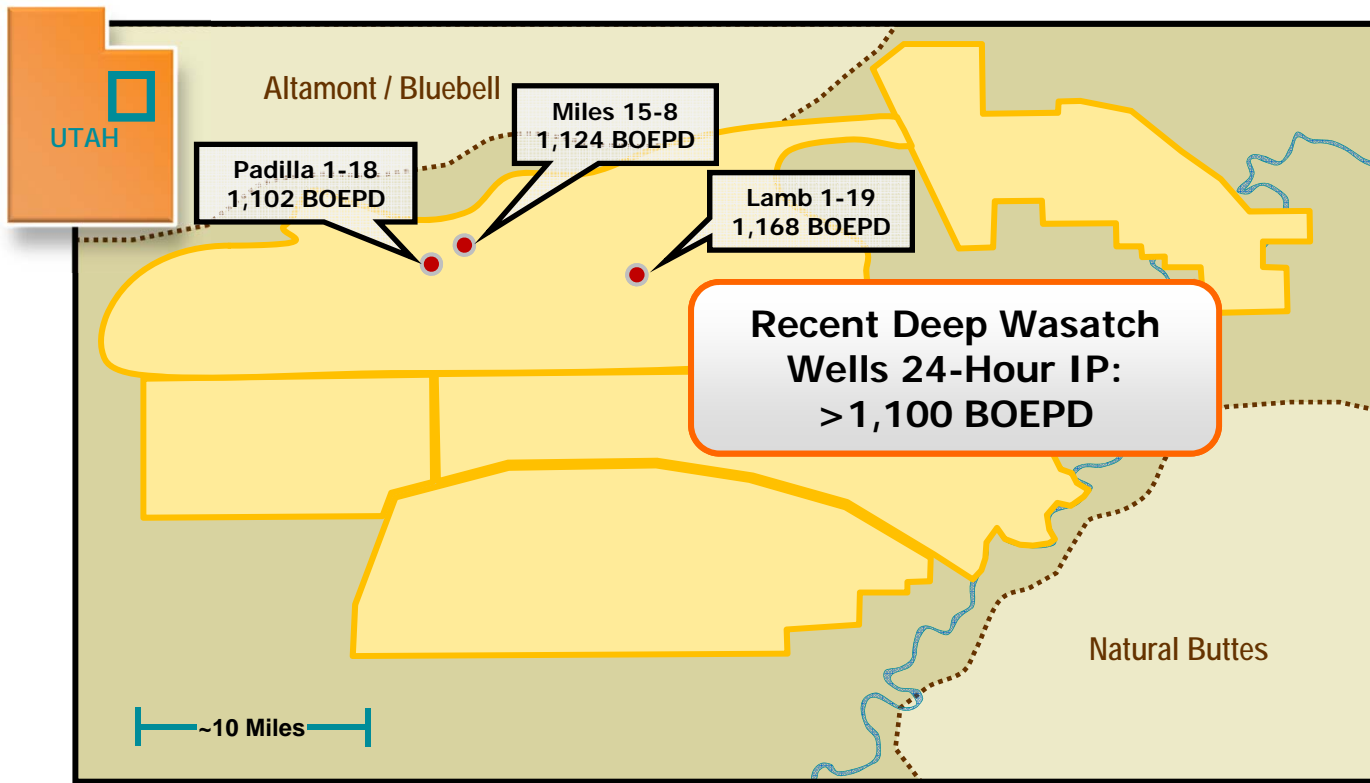 UTAH
Altamont / Bluebell
Miles 15-8
1,124 BOEPD
Padilla 1-18
1,102 BOEPD
Lamb 1-19
1,168 BOEPD
Recent Deep Wasatch
Wells 24-Hour IP:
>1,100 BOEPD
Natural Buttes
~10 Miles